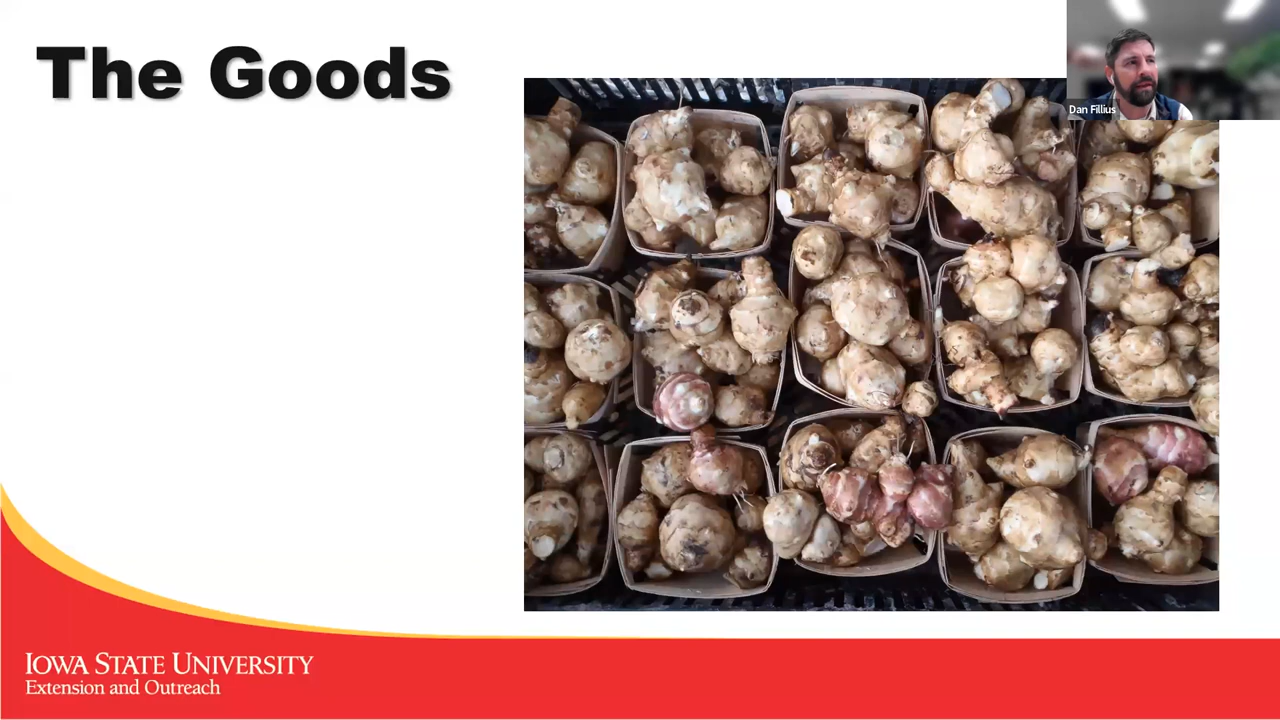 The Goods
Dan Fillius
IOWA STATE UNIVERSITY
Extension and Outreach